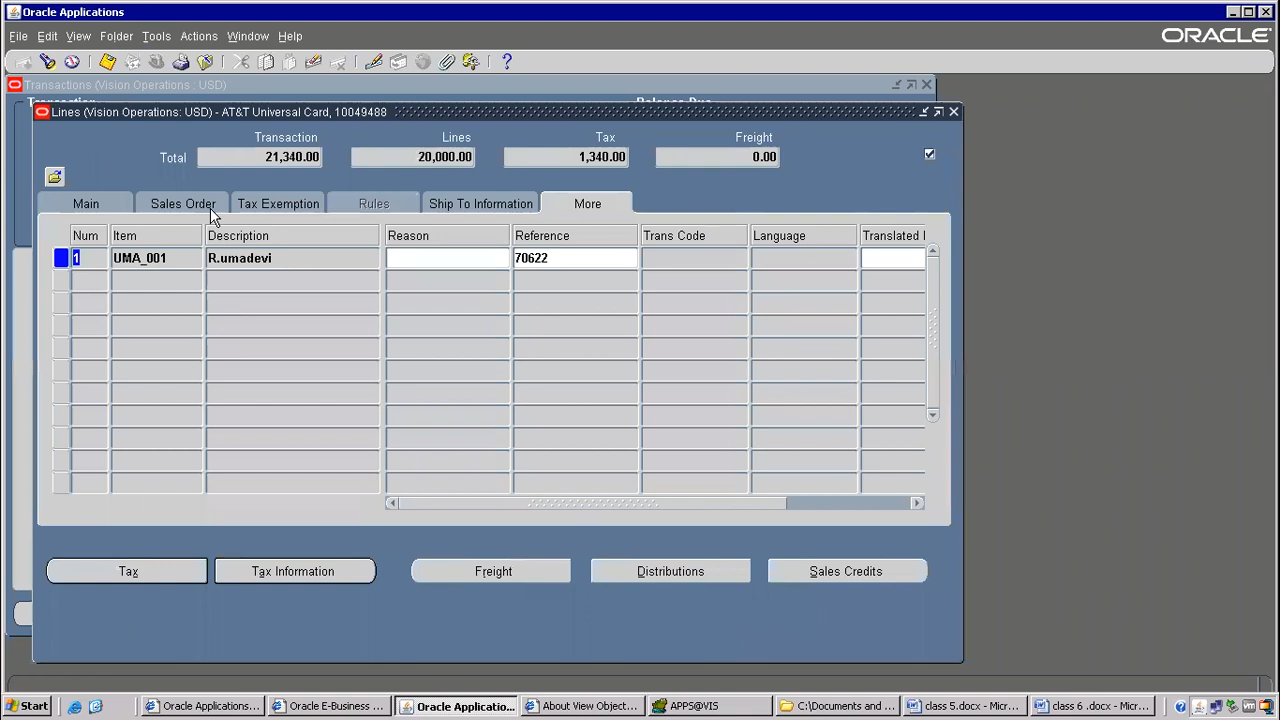 Oracle Applications
File Edit View Folder Tools Actions Window Help
ORACLE
Transactions (Vision Operations : USD)
Lines (Vision Operations: USD) - AT&T Universal Card, 10049488
Transaction Lines Tax Freight
Total 21,340.00 20,000.00 1,340.00 0.00
Main Sales Order Tax Exemption Rules Ship To Information More
Num Item Description Reason Reference Trans Code Language Translated
1 UMA_001 R.umadevi 70622
Tax Tax Information Freight Distributions Sales Credits
Start Oracle Applications... Oracle E-Business ... Oracle Application... About View Object... APPS@VIS C:\Documents and ... class 5.docx - Micr... class 6 .docx - Micr...